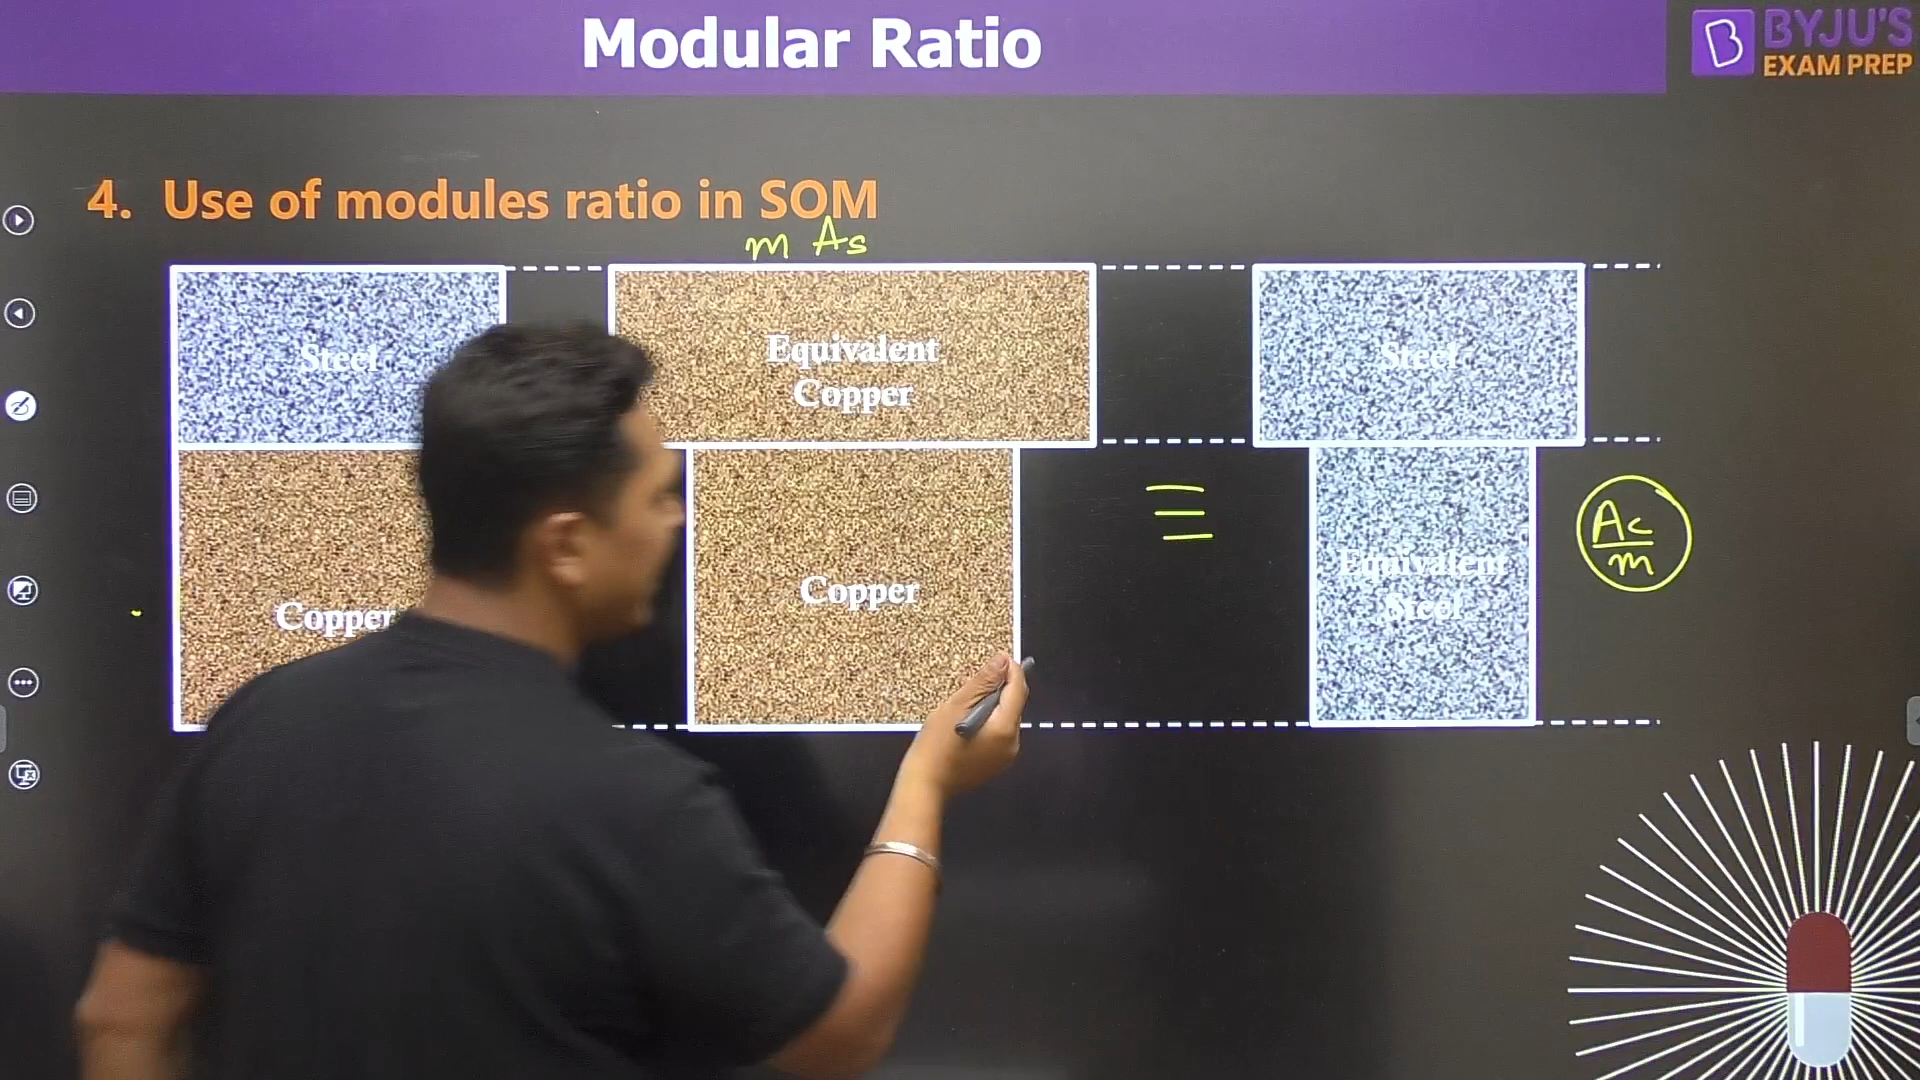 Modular Ratio
BYJU'S
EXAM PREP
4. Use of modules ratio in SOM
m As
Steel
Equivalent
Copper
Steel
Copper
Copper
Equivalent
Steel
Ac
m